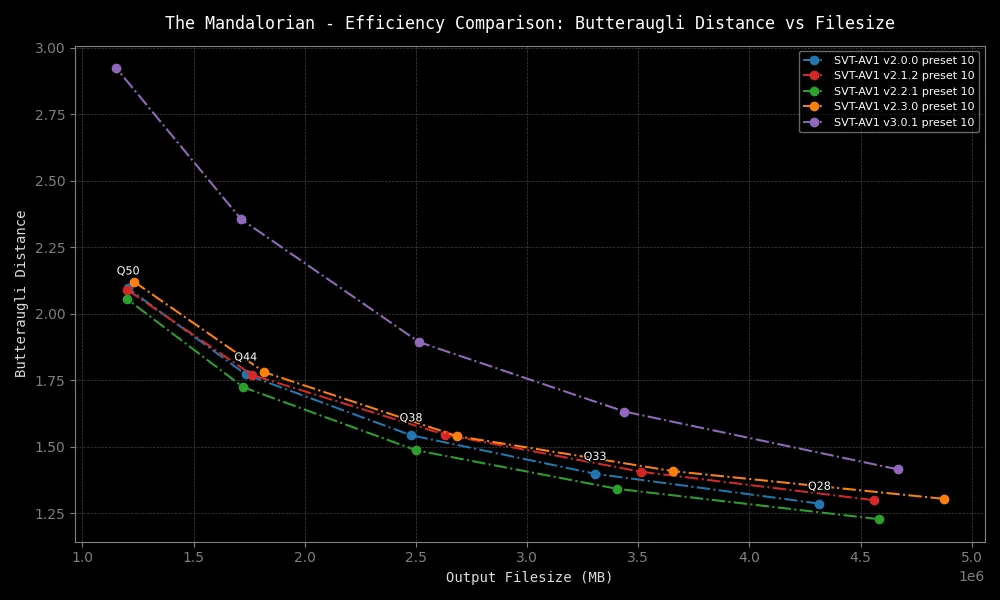 The Mandalorian - Efficiency Comparison: Butteraugli Distance vs Filesize
SVT-AV1 v2.0.0 preset 10
SVT-AV1 v2.1.2 preset 10
SVT-AV1 v2.2.1 preset 10
SVT-AV1 v2.3.0 preset 10
SVT-AV1 v3.0.1 preset 10
Butteraugli Distance
3.00
2.75
2.50
2.25
2.00
1.75
1.50
1.25
Q50
Q44
Q38
Q33
Q28
1.0 1.5 2.0 2.5 3.0 3.5 4.0 4.5 5.0
1e6
Output Filesize (MB)